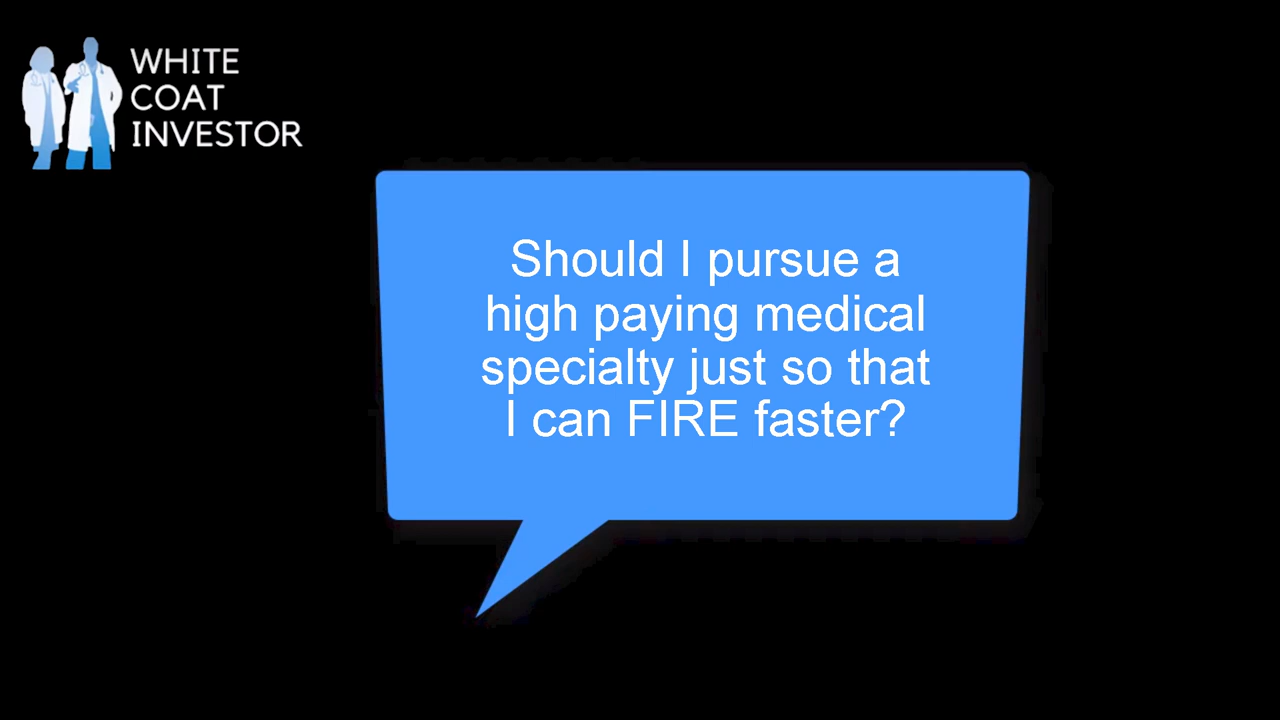 WHITE
COAT
INVESTOR
Should I pursue a
high paying medical
specialty just so that
I can FIRE faster?